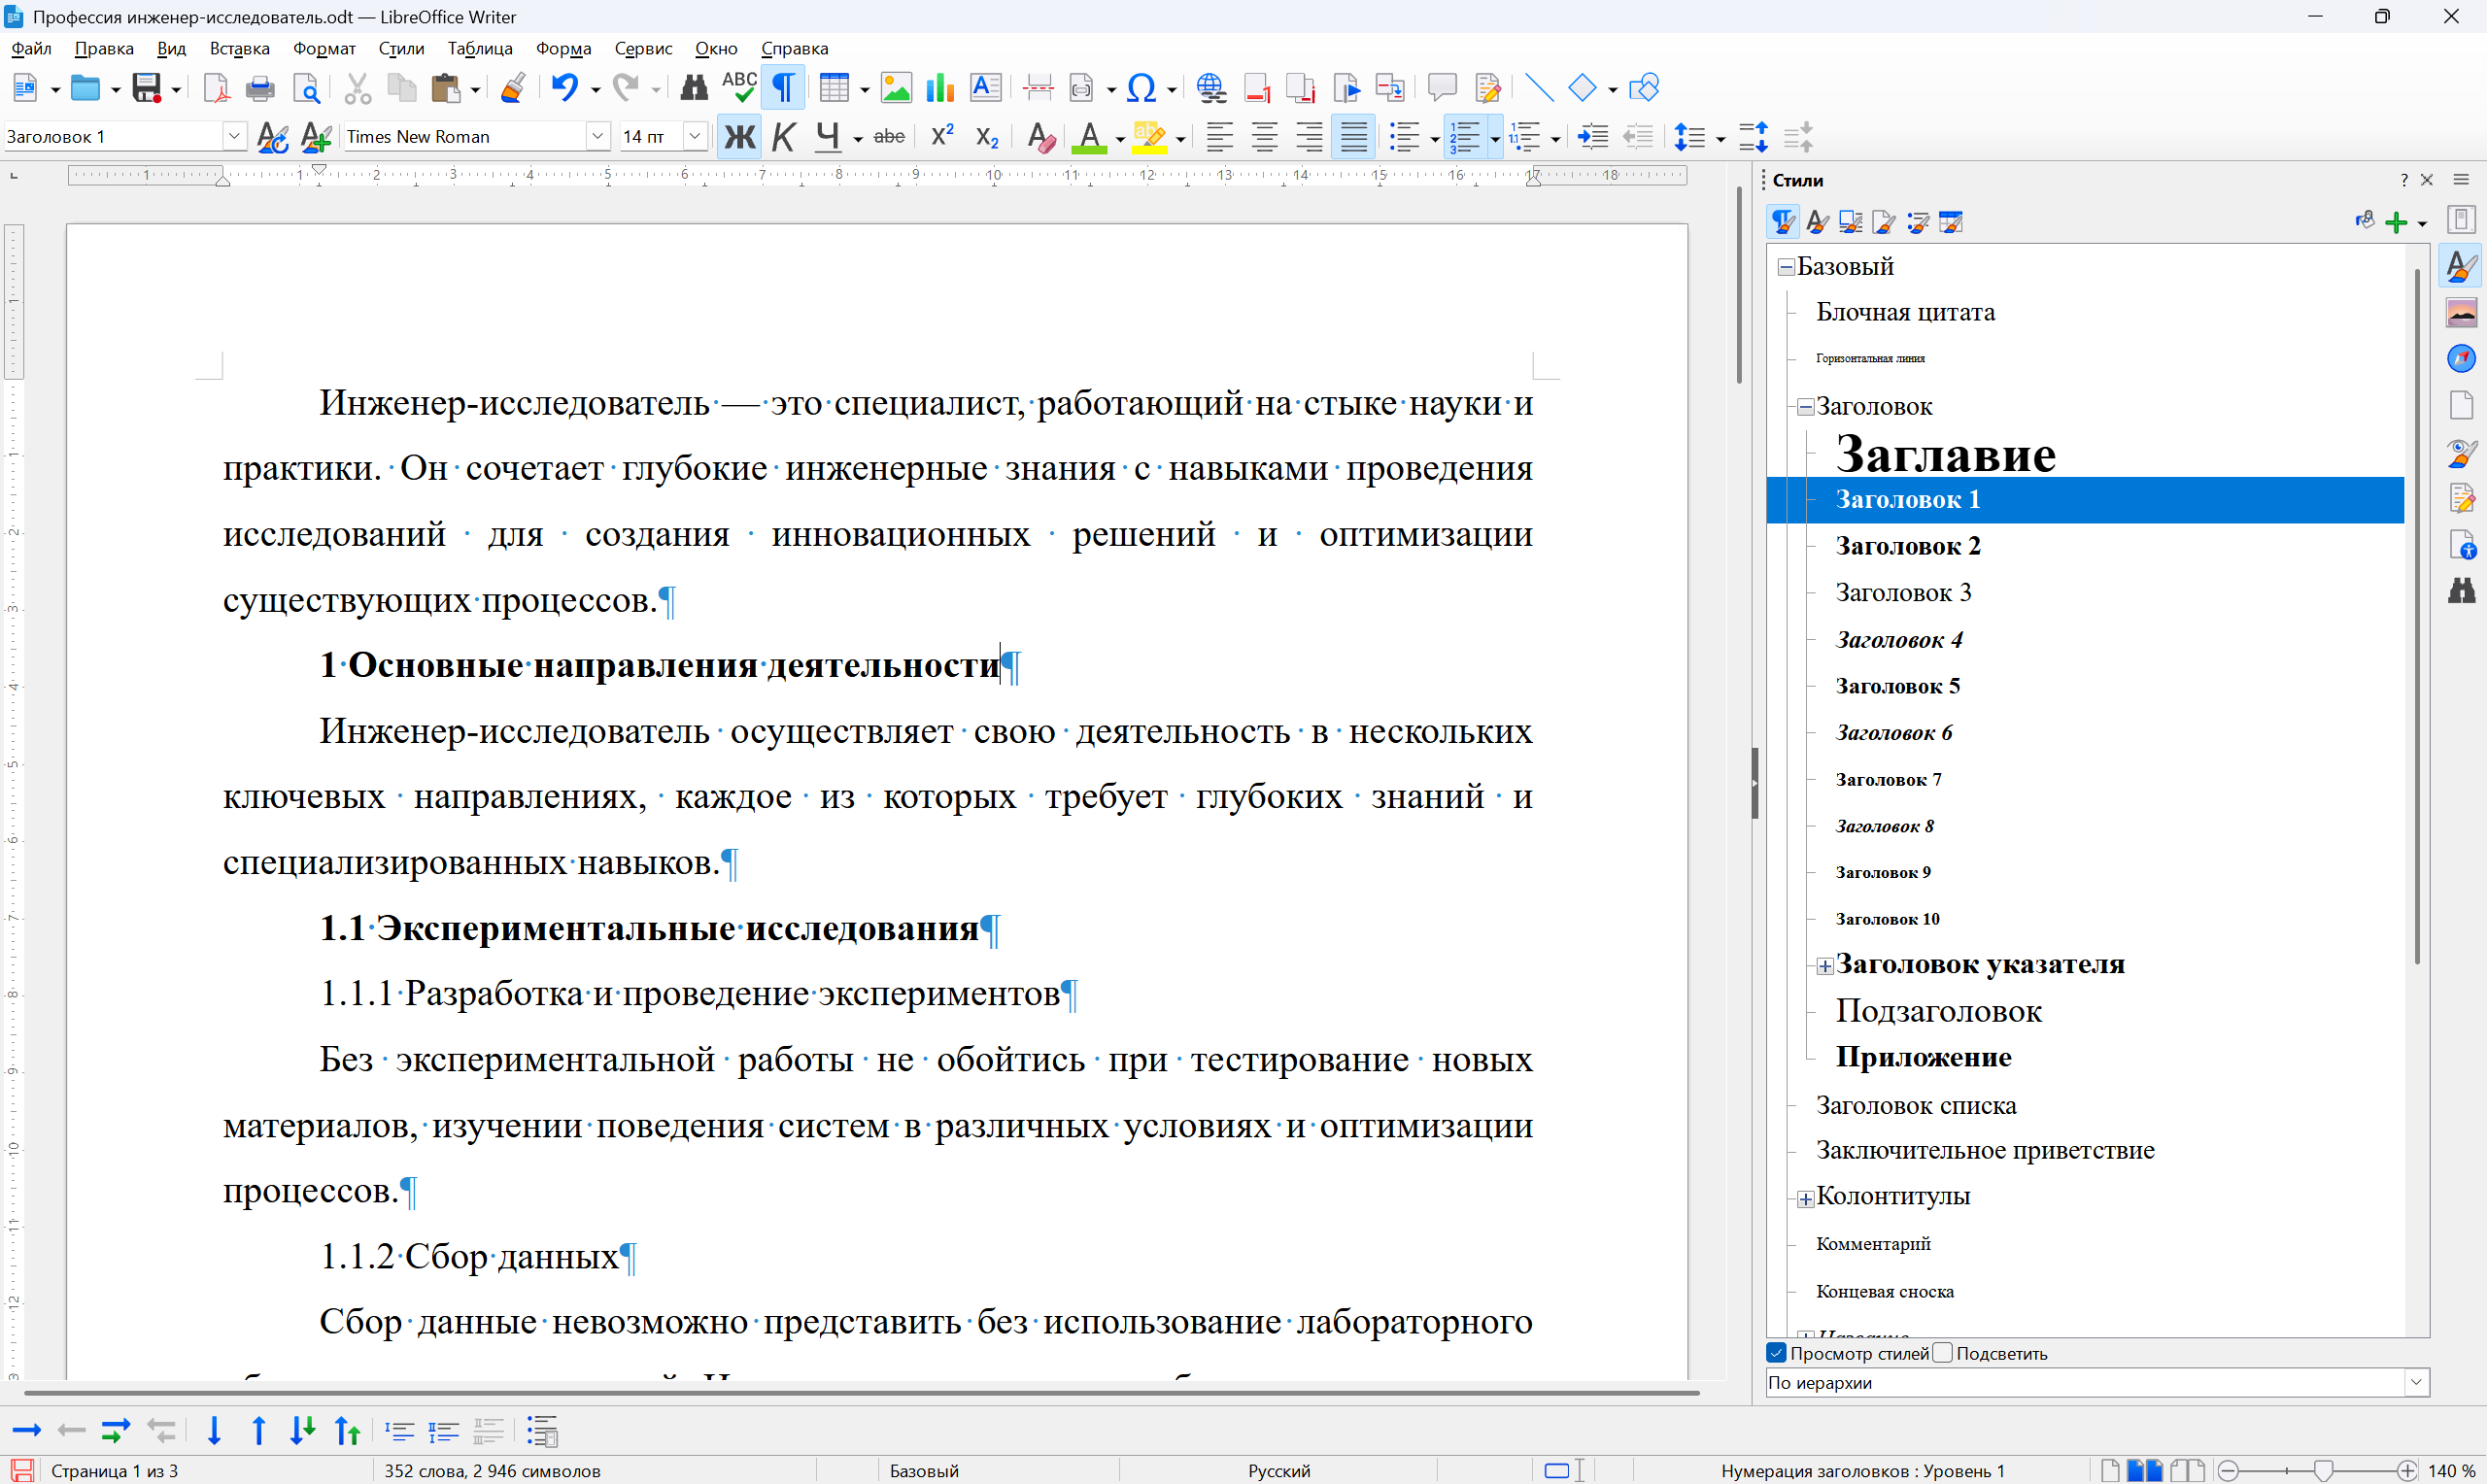 Профессия инженер-исследователь.odt — LibreOffice Writer
Файл Правка Вид Вставка Формат Стили Таблица Форма Сервис Окно Справка
Заголовок 1 Times New Roman 14 пт
Стили
Инженер-исследователь — это специалист, работающий на стыке науки и
практики. Он сочетает глубокие инженерные знания с навыками проведения
исследований для создания инновационных решений и оптимизации
существующих процессов.¶
1 Основные направления деятельности¶
Инженер-исследователь осуществляет свою деятельность в нескольких
ключевых направлениях, каждое из которых требует глубоких знаний и
специализированных навыков.¶
1.1 Экспериментальные исследования¶
1.1.1 Разработка и проведение экспериментов¶
Без экспериментальной работы не обойтись при тестирование новых
материалов, изучении поведения систем в различных условиях и оптимизации
процессов.¶
1.1.2 Сбор данных¶
Сбор данные невозможно представить без использование лабораторного
Базовый
Блочная цитата
Горизонтальная линия
Заголовок
Заглавие
Заголовок 1
Заголовок 2
Заголовок 3
Заголовок 4
Заголовок 5
Заголовок 6
Заголовок 7
Заголовок 8
Заголовок 9
Заголовок 10
Заголовок указателя
Подзаголовок
Приложение
Заголовок списка
Заключительное приветствие
Колонтитулы
Комментарий
Концевая сноска
Просмотр стилей Подсветить
По иерархии
Страница 1 из 3 352 слова, 2 946 символов Базовый Русский Нумерация заголовков : Уровень 1 140 %